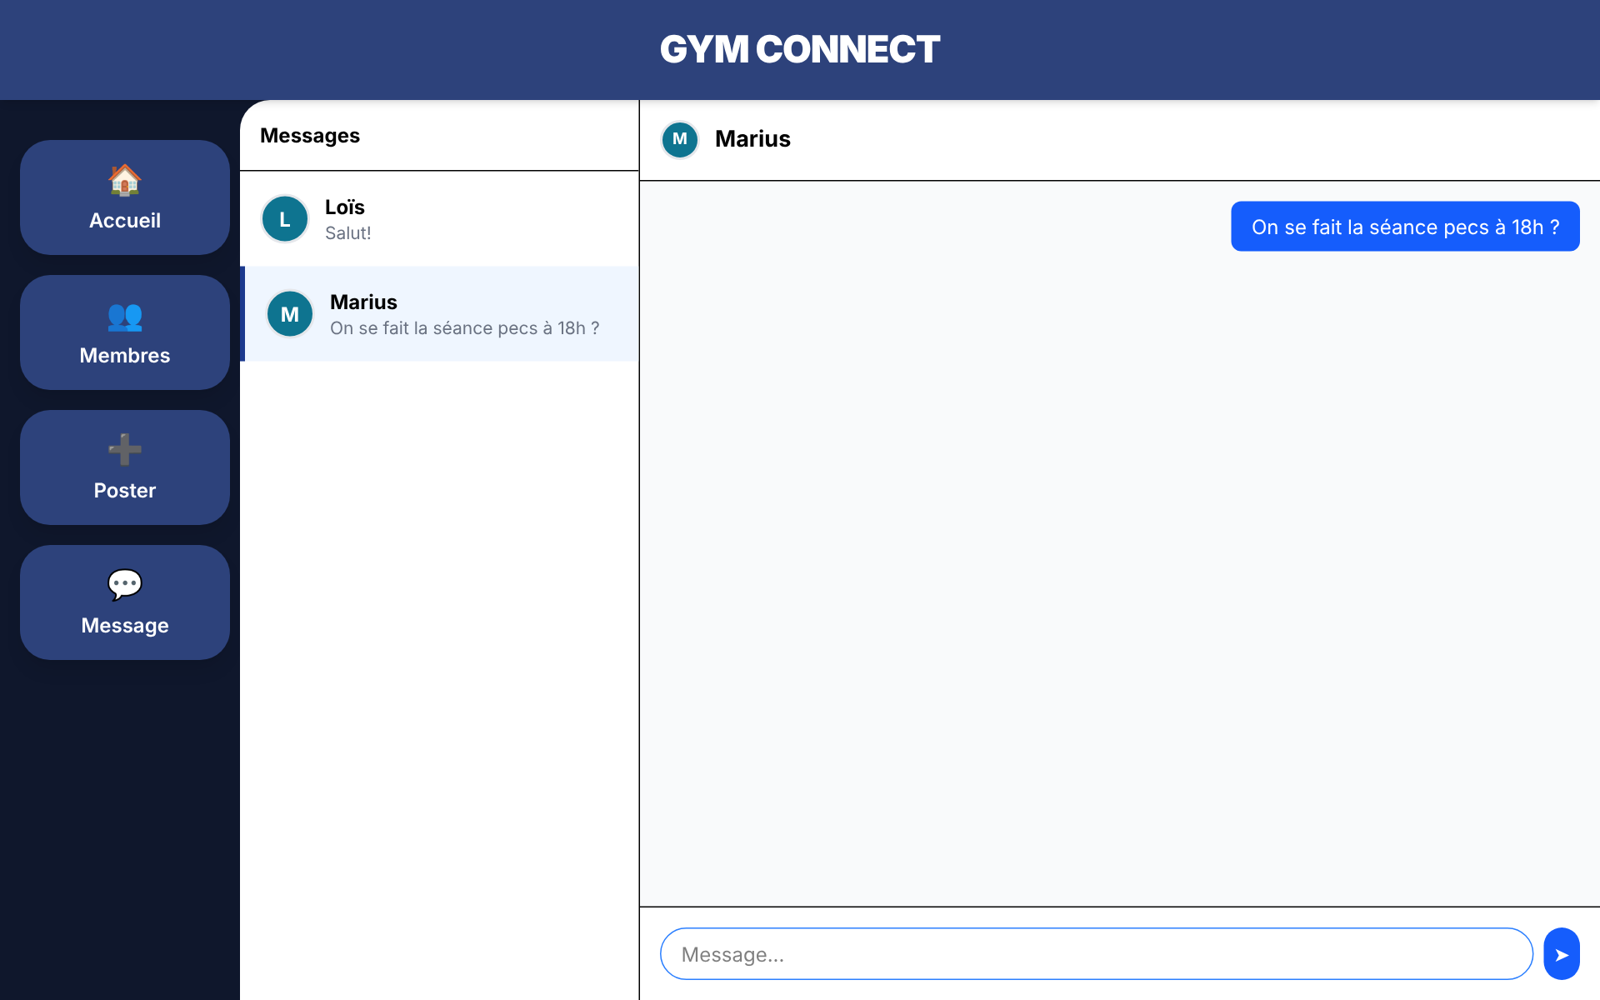 GYM CONNECT
Accueil
Membres
Poster
Message
Messages
L
Loïs
Salut!
M
Marius
On se fait la séance pecs à 18h ?
M
Marius
On se fait la séance pecs à 18h ?
Message...